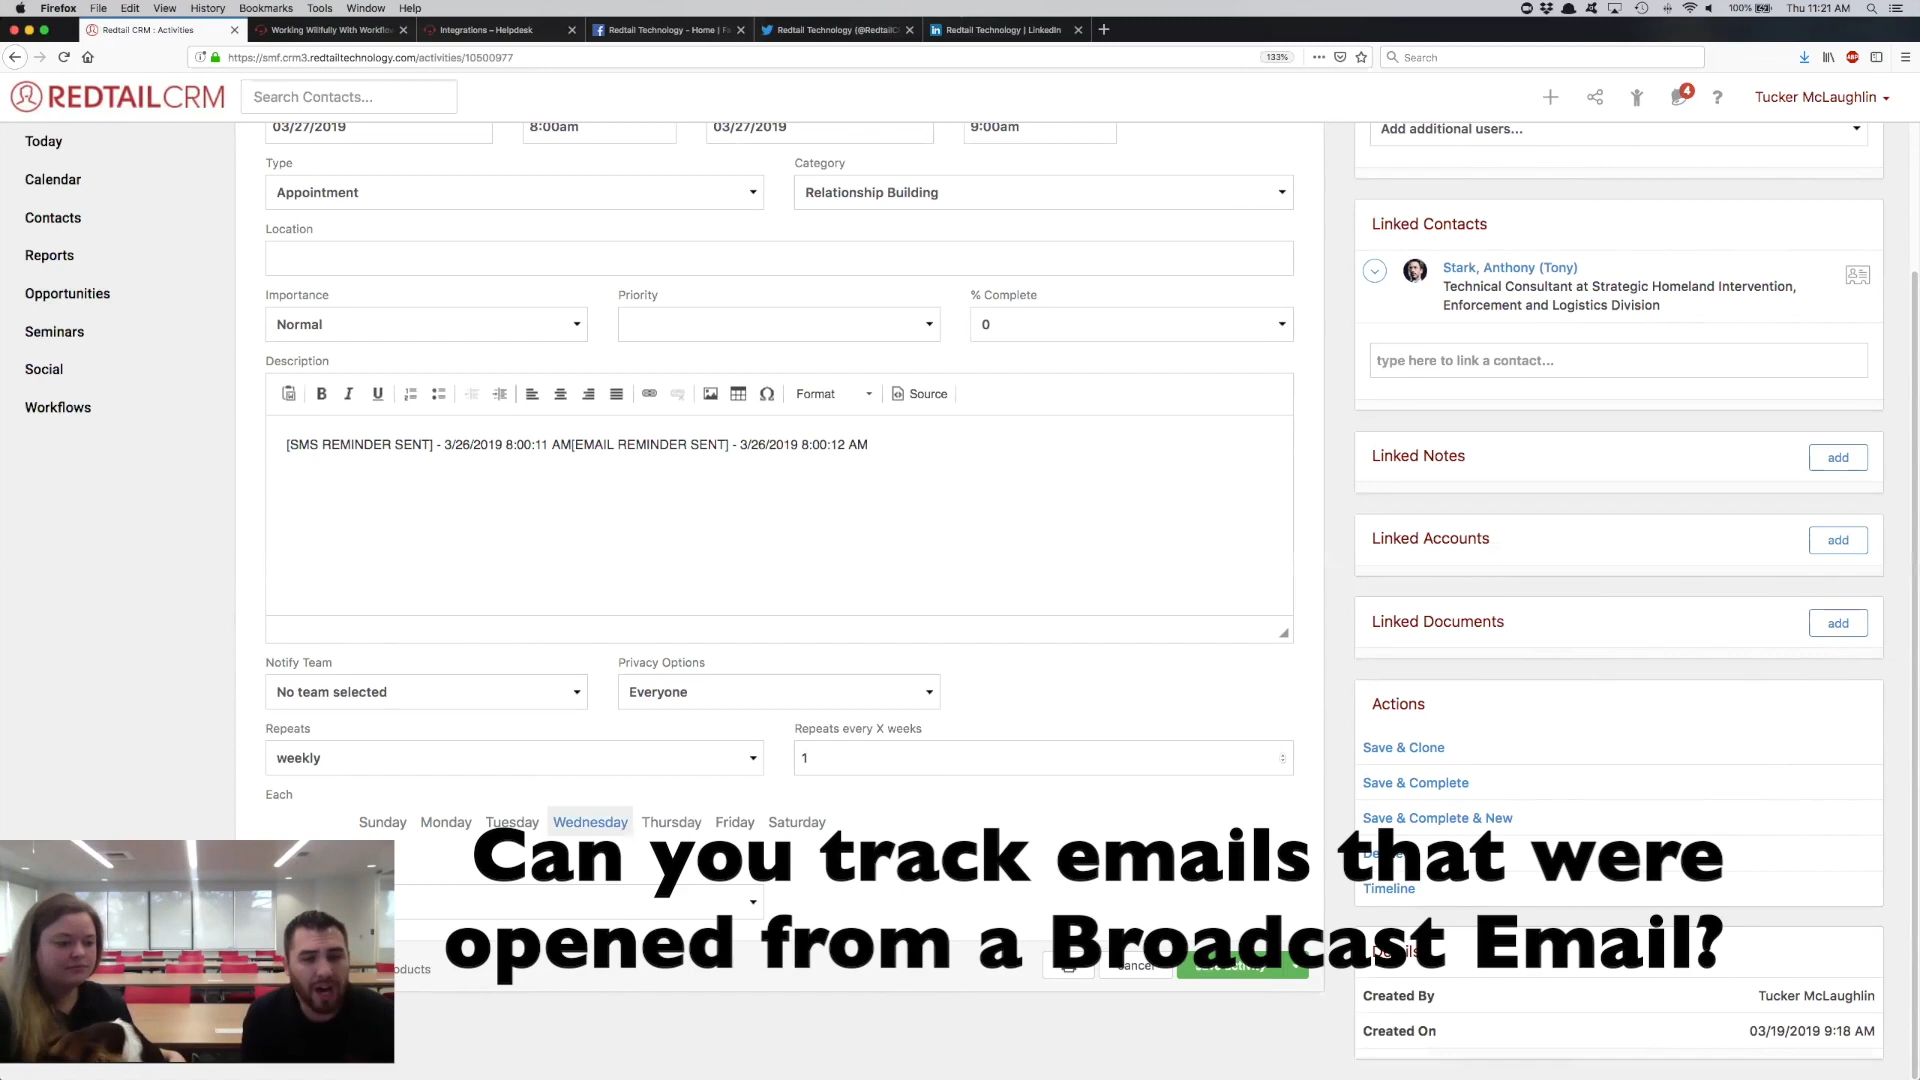 Firefox File Edit View History Bookmarks Tools Window Help 100% Thu 11:21 AM
Redtail CRM : Activities Working Willfully With Workflow Integrations – Helpdesk Redtail Technology - Home | Fa Redtail Technology (@RedtailC Redtail Technology | LinkedIn
https://smf.crm3.redtailtechnology.com/activities/10500977 133% Search
REDTAILCRM Search Contacts... 4 ? Tucker McLaughlin
Today
Calendar
Contacts
Reports
Opportunities
Seminars
Social
Workflows
03/27/2019 8:00am 03/27/2019 9:00am
Type Category
Appointment Relationship Building
Location
Importance Priority % Complete
Normal 0
Description
B I U Format Source
[SMS REMINDER SENT] - 3/26/2019 8:00:11 AM[EMAIL REMINDER SENT] - 3/26/2019 8:00:12 AM
Notify Team Privacy Options
No team selected Everyone
Repeats Repeats every X weeks
weekly 1
Each
Sunday Monday Tuesday Wednesday Thursday Friday Saturday
Add additional users...
Linked Contacts
Stark, Anthony (Tony)
Technical Consultant at Strategic Homeland Intervention,
Enforcement and Logistics Division
type here to link a contact...
Linked Notes add
Linked Accounts add
Linked Documents add
Actions
Save & Clone
Save & Complete
Save & Complete & New
Timeline
Can you track emails that were
opened from a Broadcast Email?
Created By Tucker McLaughlin
Created On 03/19/2019 9:18 AM